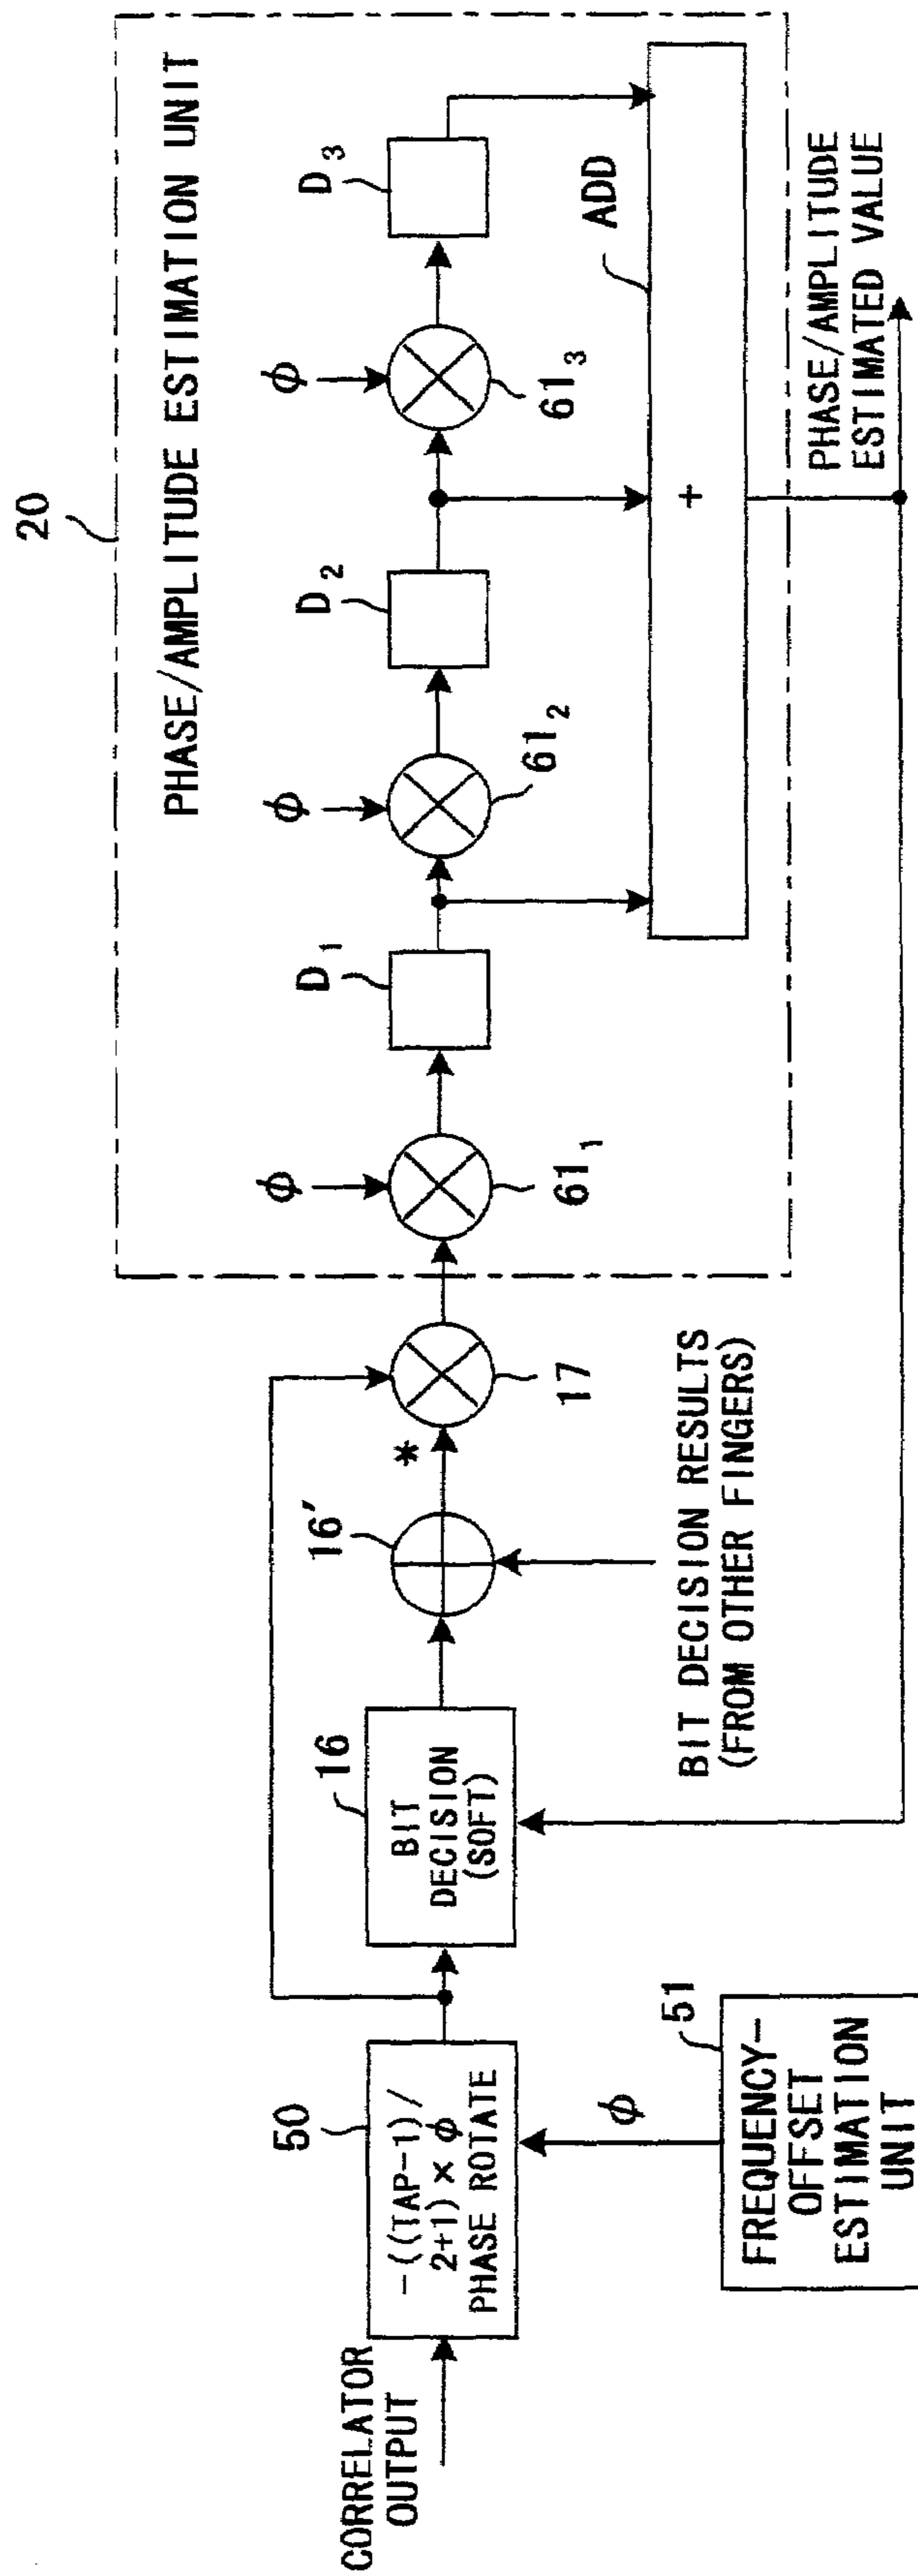 20
PHASE/AMPLITUDE ESTIMATION UNIT
CORRELATOR
OUTPUT
50
-((TAP-1)/
2+1) × ϕ
PHASE ROTATE
ϕ
51
FREQUENCY-
OFFSET
ESTIMATION
UNIT
16
BIT
DECISION
(SOFT)
16′
*
BIT DECISION RESULTS
(FROM OTHER FINGERS)
17
ϕ
61₁
D₁
ϕ
61₂
D₂
ϕ
61₃
D₃
ADD
+
PHASE/AMPLITUDE
ESTIMATED VALUE